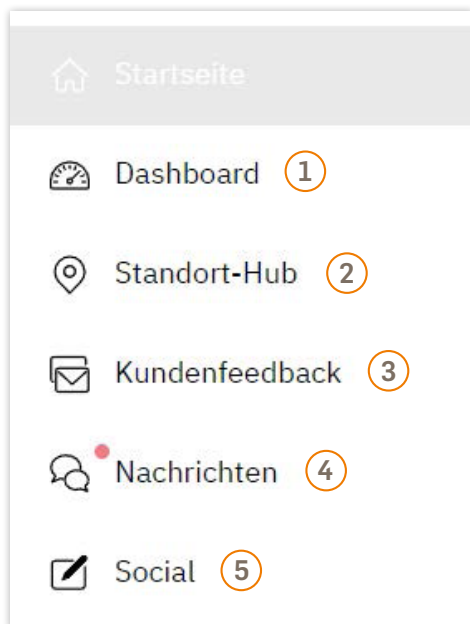 Startseite
Dashboard 1
Standort-Hub 2
Kundenfeedback 3
Nachrichten 4
Social 5